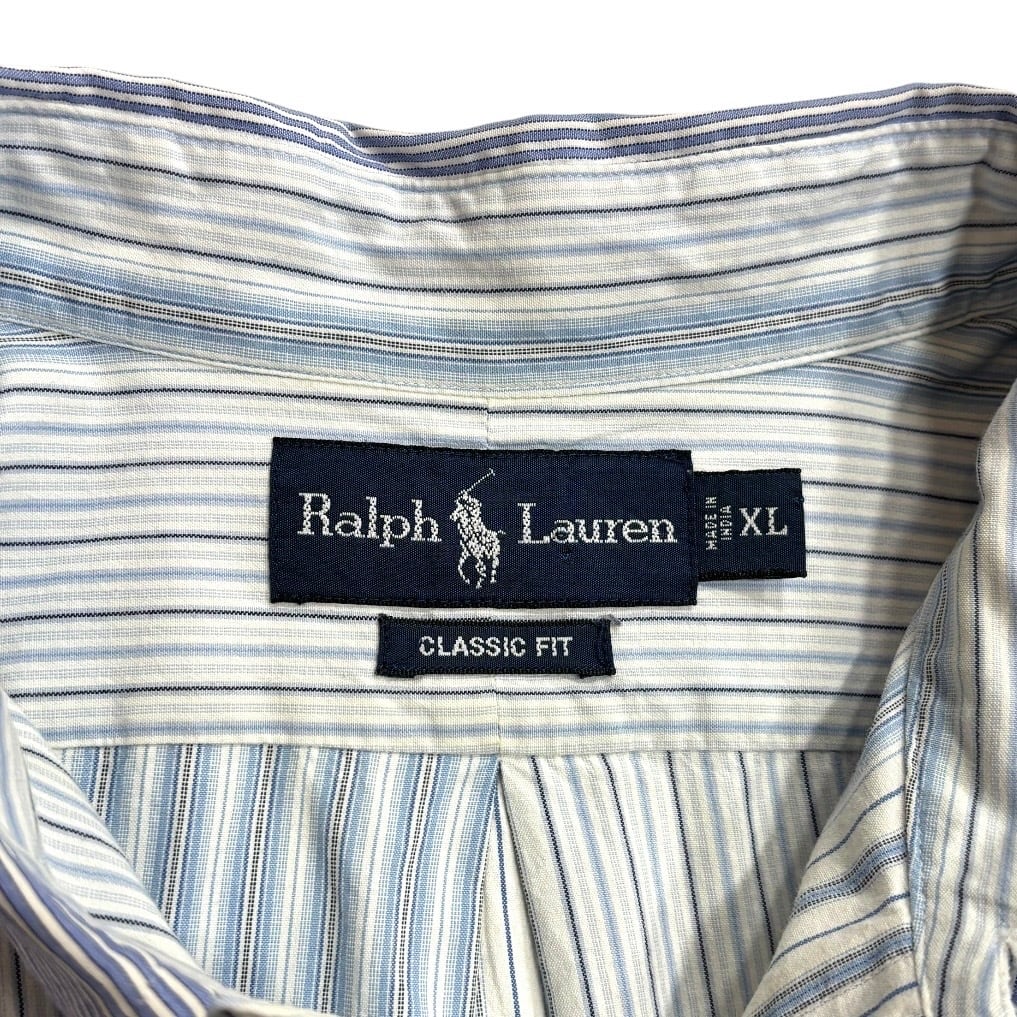 Ralph Lauren
MADE IN
INDIA
XL
CLASSIC FIT